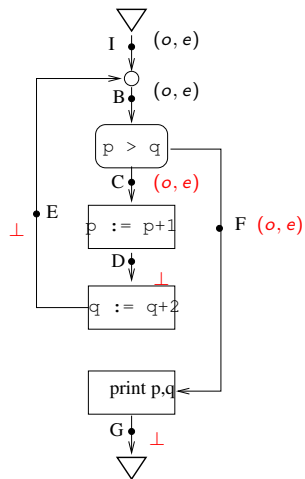 I (o, e)
B (o, e)
p > q
C (o, e)
E
⊥
p := p+1
F (o, e)
D
⊥
q := q+2
print p,q
G ⊥